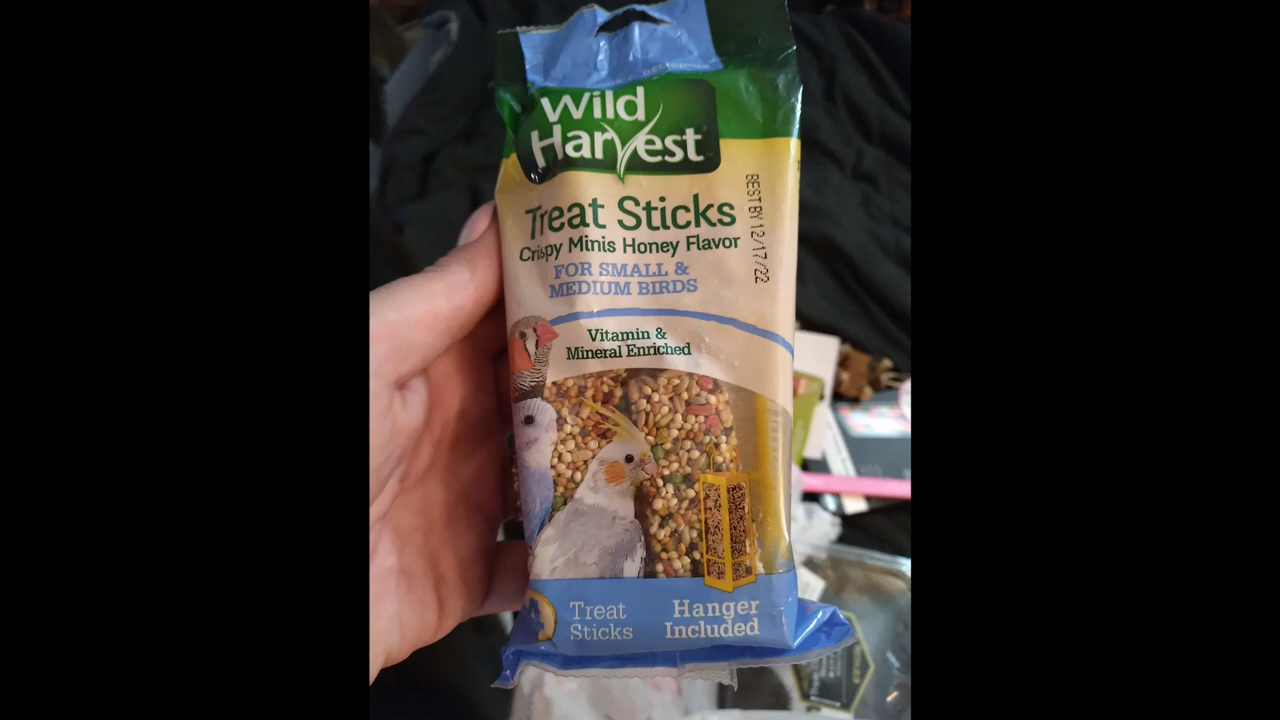 DELICIOUS
Wild
Harvest
Treat Sticks
Crispy Minis Honey Flavor
FOR SMALL &
MEDIUM BIRDS
BEST BY 12/17/22
Vitamin &
Mineral Enriched
Treat
Sticks
Hanger
Included